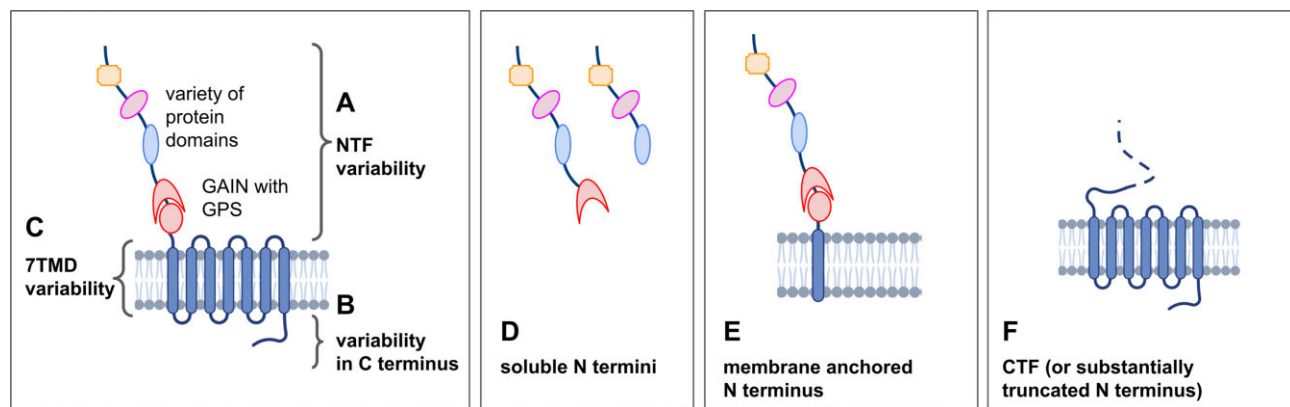 A
variety of
protein
domains
NTF
variability
GAIN with
GPS
C
7TMD
variability
B
variability
in C terminus
D
soluble N termini
E
membrane anchored
N terminus
F
CTF (or substantially
truncated N terminus)